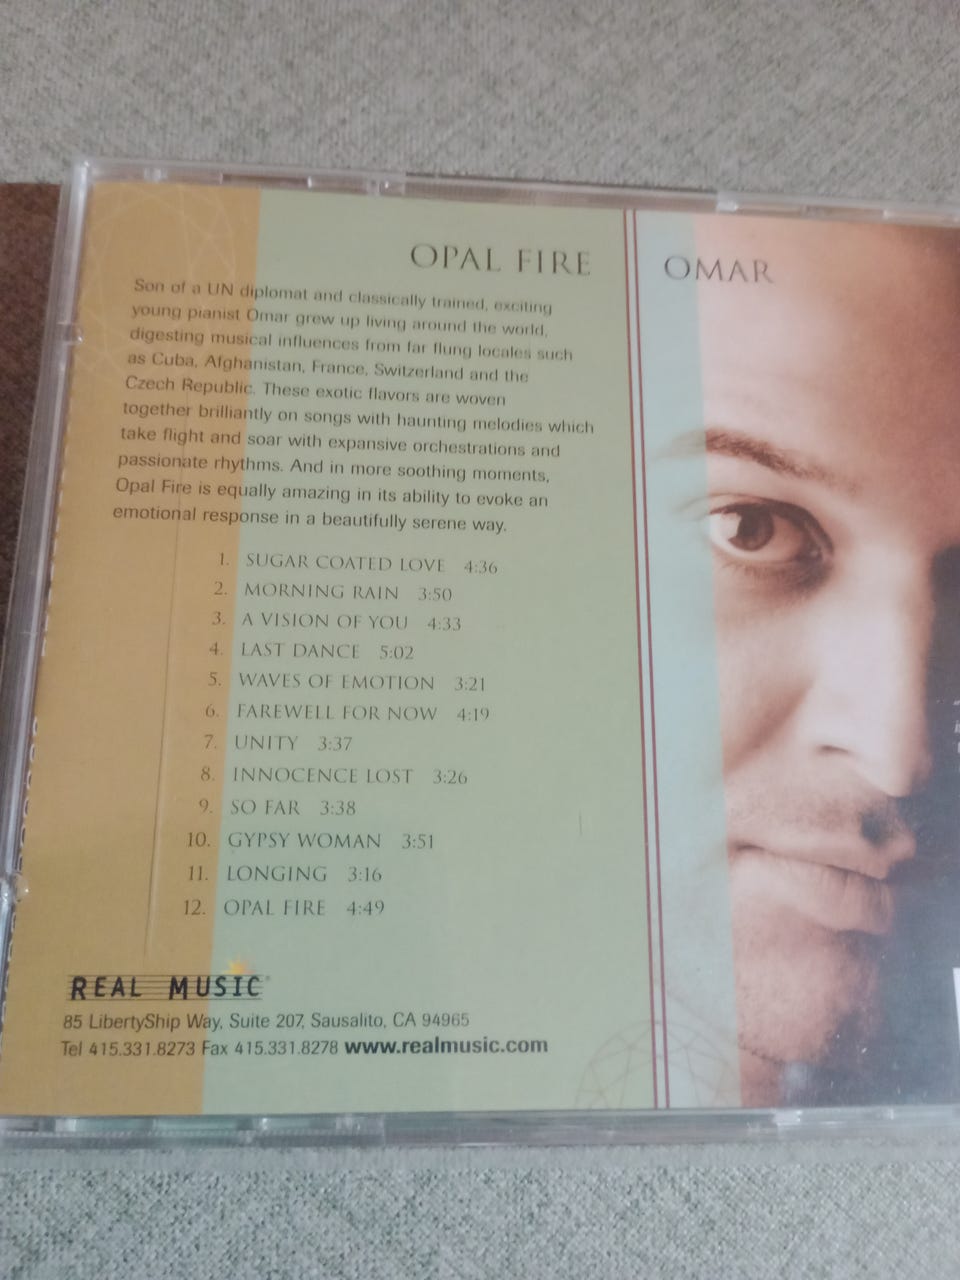 OPAL FIRE
OMAR
Son of a UN diplomat and classically trained, exciting
young pianist Omar grew up living around the world,
digesting musical influences from far flung locales such
as Cuba, Afghanistan, France, Switzerland and the
Czech Republic. These exotic flavors are woven
together brilliantly on songs with haunting melodies which
take flight and soar with expansive orchestrations and
passionate rhythms. And in more soothing moments,
Opal Fire is equally amazing in its ability to evoke an
emotional response in a beautifully serene way.
1. SUGAR COATED LOVE 4:36
2. MORNING RAIN 3:50
3. A VISION OF YOU 4:33
4. LAST DANCE 5:02
5. WAVES OF EMOTION 3:21
6. FAREWELL FOR NOW 4:19
7. UNITY 3:37
8. INNOCENCE LOST 3:26
9. SO FAR 3:38
10. GYPSY WOMAN 3:51
11. LONGING 3:16
12. OPAL FIRE 4:49
REAL MUSIC®
85 LibertyShip Way, Suite 207, Sausalito, CA 94965
Tel 415.331.8273 Fax 415.331.8278 www.realmusic.com